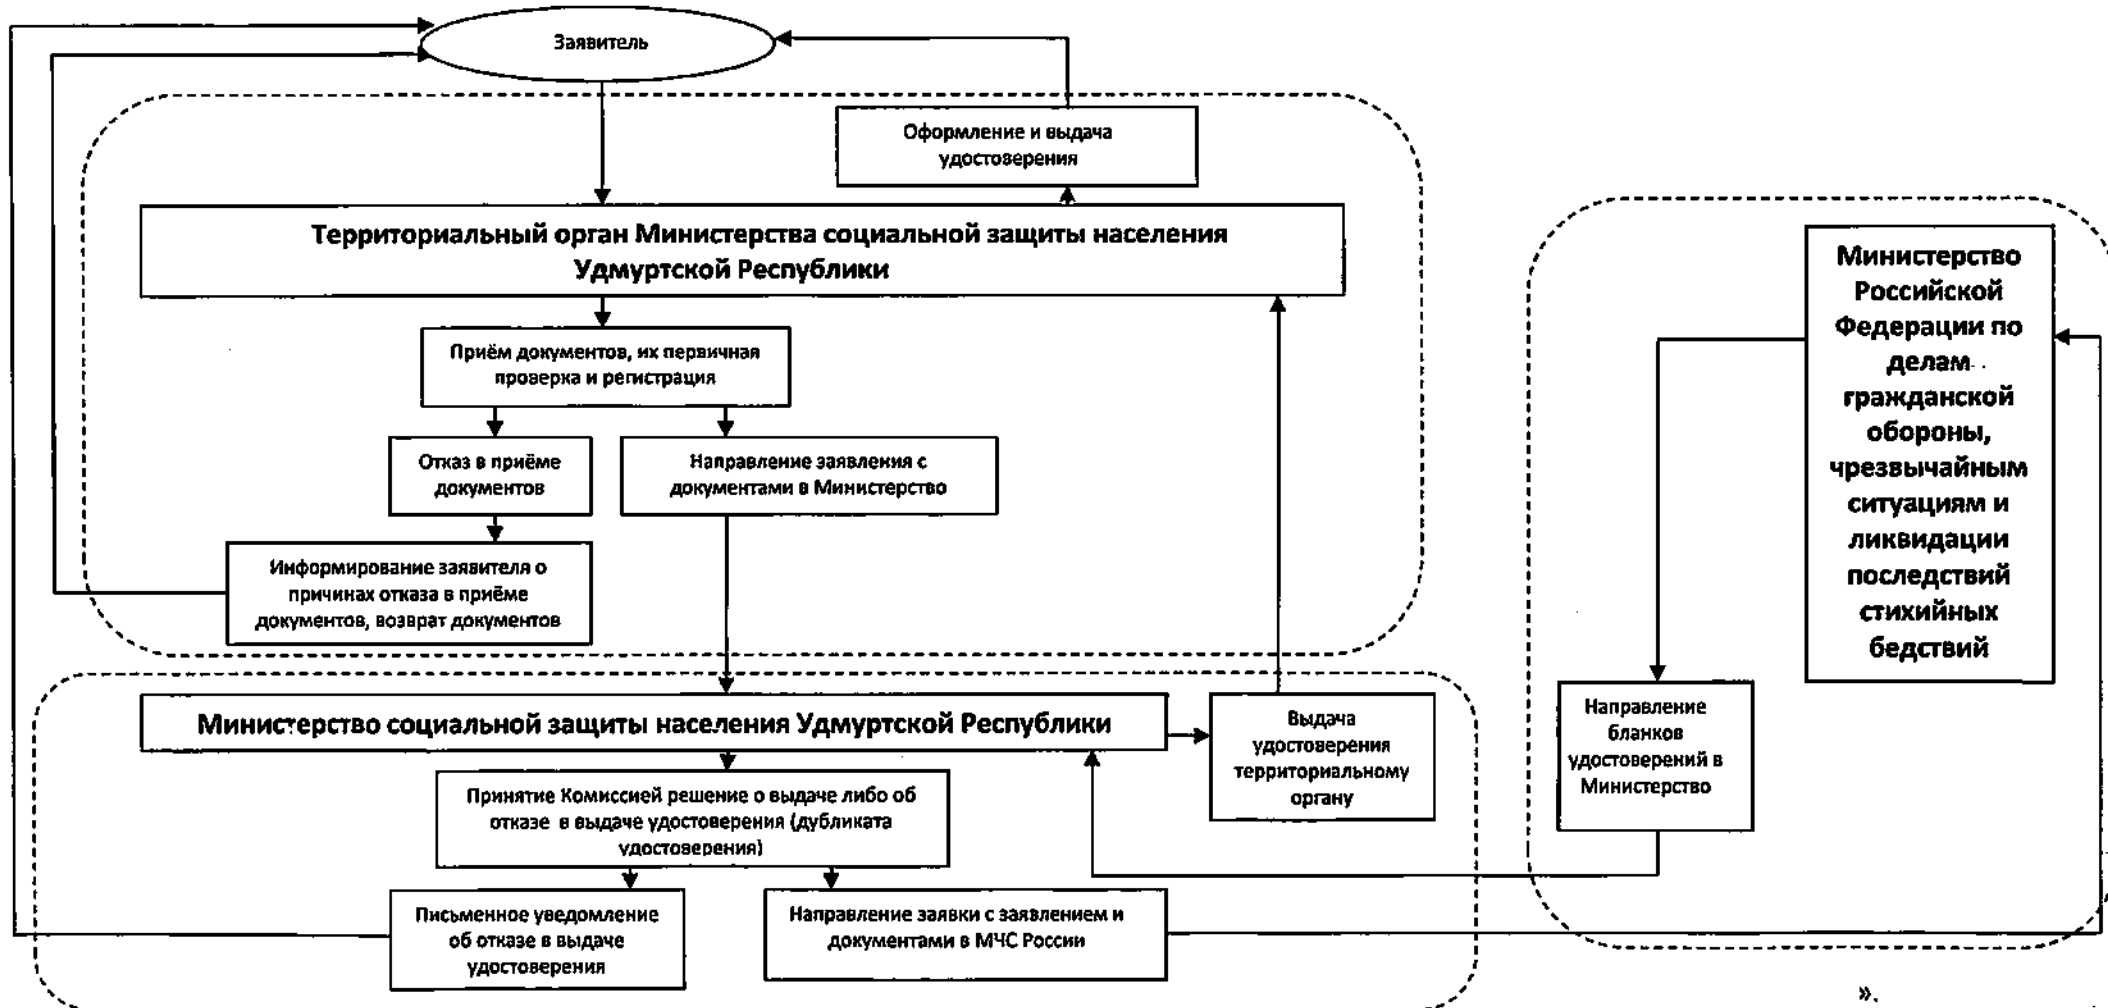 Заявитель
Оформление и выдача
удостоверения
Территориальный орган Министерства социальной защиты населения
Удмуртской Республики
Приём документов, их первичная
проверка и регистрация
Отказ в приёме
документов
Направление заявления с
документами в Министерство
Информирование заявителя о
причинах отказа в приёме
документов, возврат документов
Министерство социальной защиты населения Удмуртской Республики
Выдача
удостоверения
территориальному
органу
Принятие Комиссией решение о выдаче либо об
отказе в выдаче удостоверения (дубликата
удостоверения)
Письменное уведомление
об отказе в выдаче
удостоверения
Направление заявки с заявлением и
документами в МЧС России
Министерство
Российской
Федерации по
делам
гражданской
обороны,
чрезвычайным
ситуациям и
ликвидации
последствий
стихийных
бедствий
Направление
бланков
удостоверений в
Министерство
».